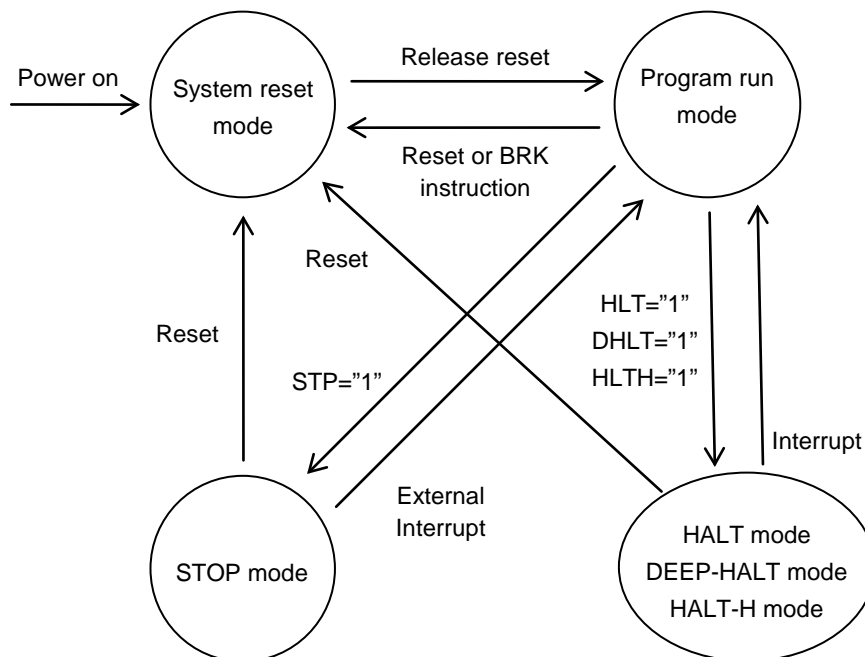 Power on
System reset
mode
Release reset
Program run
mode
Reset or BRK
instruction
Reset
Reset
HLT=”1”
DHLT=”1”
HLTH=”1”
STP=”1”
Interrupt
External
Interrupt
STOP mode
HALT mode
DEEP-HALT mode
HALT-H mode